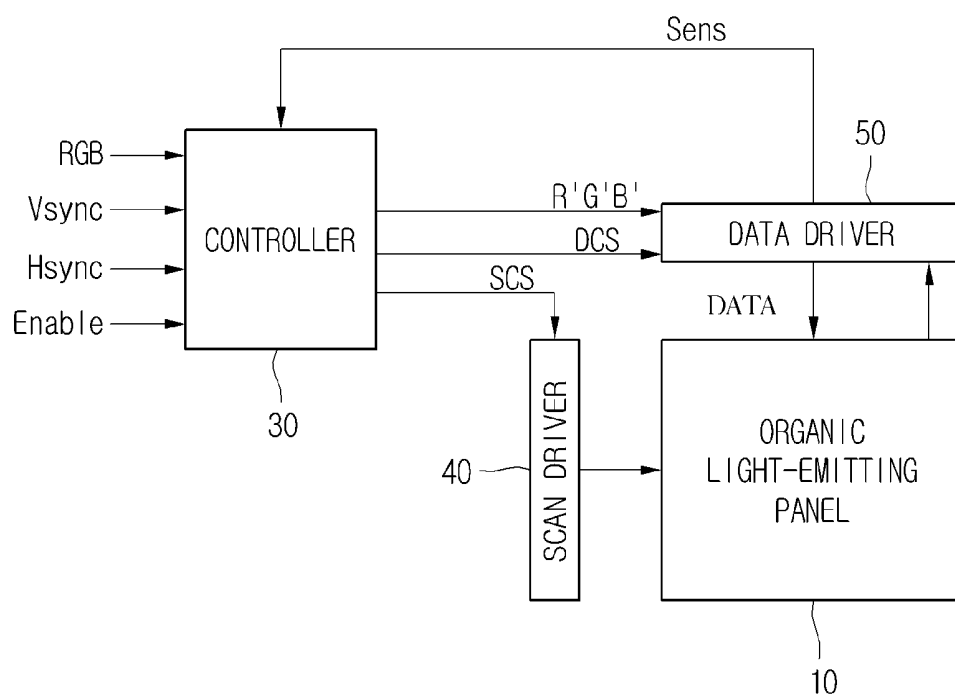 Sens
50
RGB
Vsync
Hsync
Enable
CONTROLLER
R'G'B'
DCS
SCS
DATA DRIVER
DATA
30
40
SCAN DRIVER
ORGANIC
LIGHT-EMITTING
PANEL
10